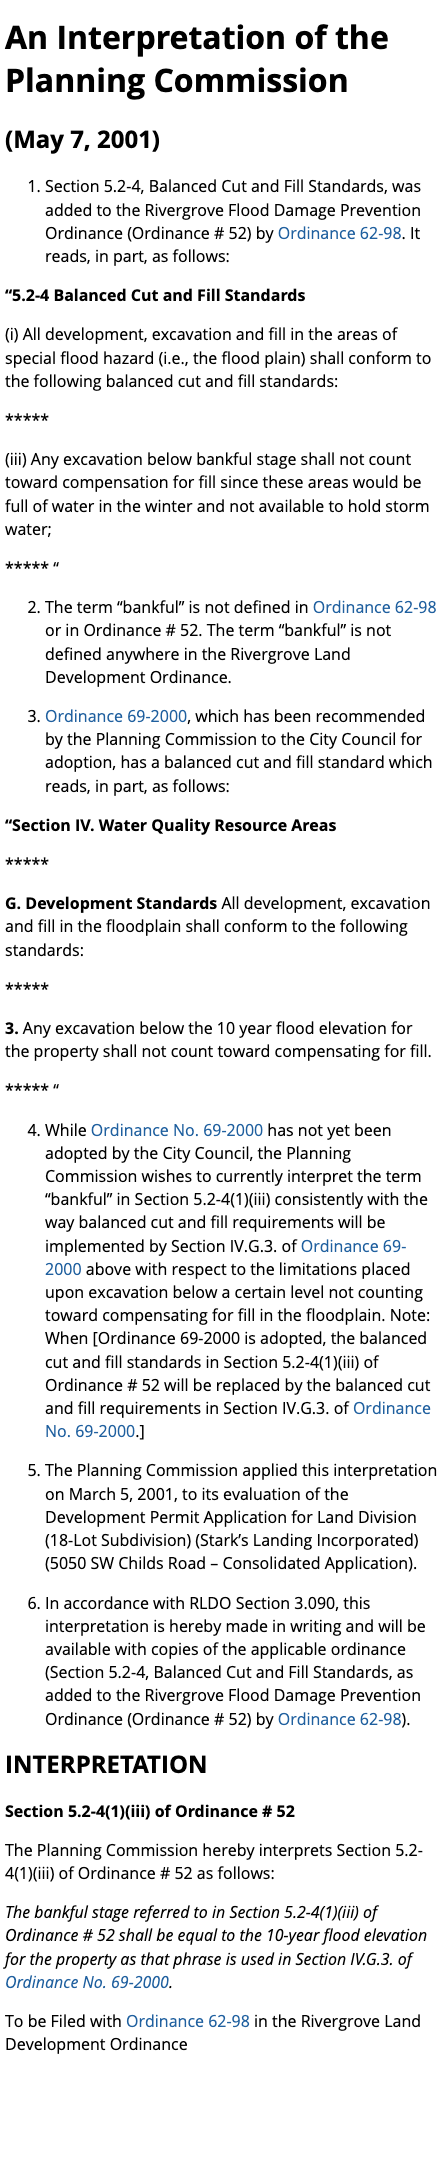 An Interpretation of the
Planning Commission
(May 7, 2001)
1. Section 5.2-4, Balanced Cut and Fill Standards, was
added to the Rivergrove Flood Damage Prevention
Ordinance (Ordinance # 52) by Ordinance 62-98. It
reads, in part, as follows:
“5.2-4 Balanced Cut and Fill Standards
(i) All development, excavation and fill in the areas of
special flood hazard (i.e., the flood plain) shall conform to
the following balanced cut and fill standards:
*****
(iii) Any excavation below bankful stage shall not count
toward compensation for fill since these areas would be
full of water in the winter and not available to hold storm
water;
***** “
2. The term “bankful” is not defined in Ordinance 62-98
or in Ordinance # 52. The term “bankful” is not
defined anywhere in the Rivergrove Land
Development Ordinance.
3. Ordinance 69-2000, which has been recommended
by the Planning Commission to the City Council for
adoption, has a balanced cut and fill standard which
reads, in part, as follows:
“Section IV. Water Quality Resource Areas
*****
G. Development Standards All development, excavation
and fill in the floodplain shall conform to the following
standards:
*****
3. Any excavation below the 10 year flood elevation for
the property shall not count toward compensating for fill.
***** “
4. While Ordinance No. 69-2000 has not yet been
adopted by the City Council, the Planning
Commission wishes to currently interpret the term
“bankful” in Section 5.2-4(1)(iii) consistently with the
way balanced cut and fill requirements will be
implemented by Section IV.G.3. of Ordinance 69-
2000 above with respect to the limitations placed
upon excavation below a certain level not counting
toward compensating for fill in the floodplain. Note:
When [Ordinance 69-2000 is adopted, the balanced
cut and fill standards in Section 5.2-4(1)(iii) of
Ordinance # 52 will be replaced by the balanced cut
and fill requirements in Section IV.G.3. of Ordinance
No. 69-2000.]
5. The Planning Commission applied this interpretation
on March 5, 2001, to its evaluation of the
Development Permit Application for Land Division
(18-Lot Subdivision) (Stark’s Landing Incorporated)
(5050 SW Childs Road – Consolidated Application).
6. In accordance with RLDO Section 3.090, this
interpretation is hereby made in writing and will be
available with copies of the applicable ordinance
(Section 5.2-4, Balanced Cut and Fill Standards, as
added to the Rivergrove Flood Damage Prevention
Ordinance (Ordinance # 52) by Ordinance 62-98).
INTERPRETATION
Section 5.2-4(1)(iii) of Ordinance # 52
The Planning Commission hereby interprets Section 5.2-
4(1)(iii) of Ordinance # 52 as follows:
The bankful stage referred to in Section 5.2-4(1)(iii) of
Ordinance # 52 shall be equal to the 10-year flood elevation
for the property as that phrase is used in Section IV.G.3. of
Ordinance No. 69-2000.
To be Filed with Ordinance 62-98 in the Rivergrove Land
Development Ordinance